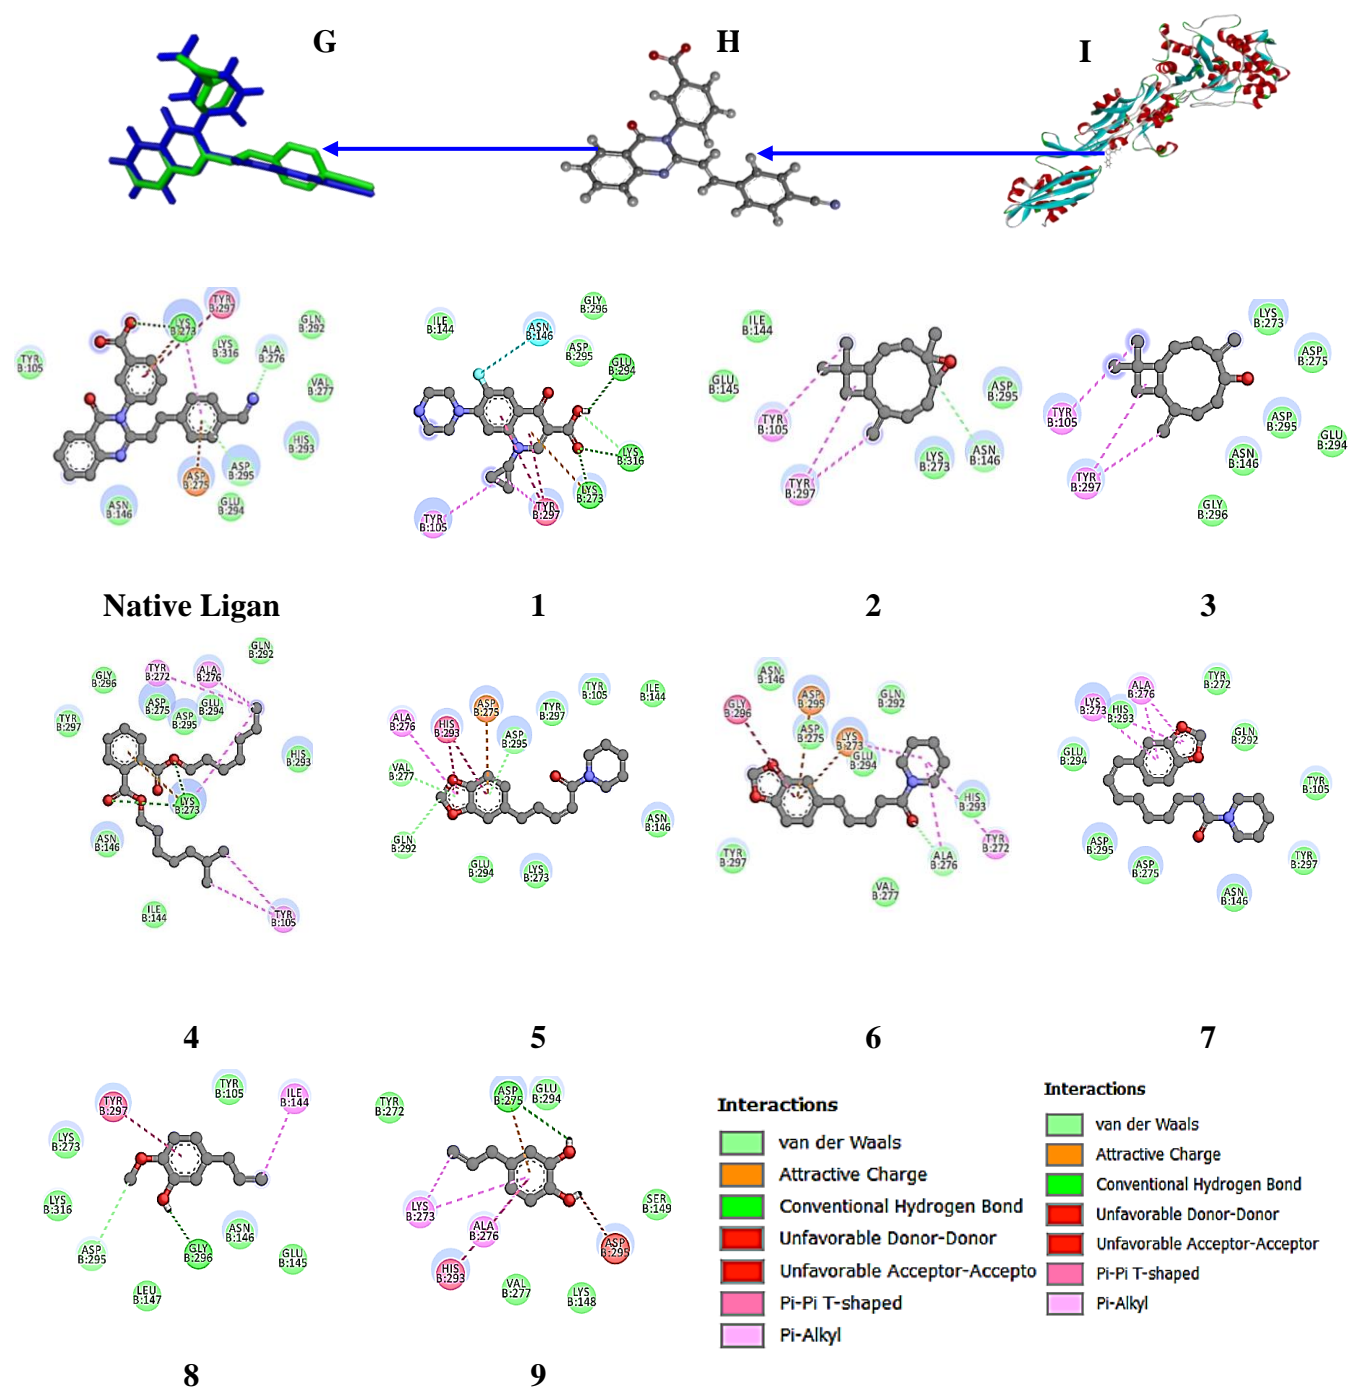 G
H
I
TYR
B:297
LYS
B:273
GLN
B:292
LYS
B:316
ALA
B:276
TYR
B:105
VAL
B:277
HIS
B:293
ASP
B:295
ASP
B:275
GLU
B:294
ASN
B:146
ILE
B:144
ASN
B:146
GLY
B:296
ASP
B:295
GLU
B:294
LYS
B:316
LYS
B:273
TYR
B:297
TYR
B:105
ILE
B:144
GLU
B:145
TYR
B:105
TYR
B:297
LYS
B:273
ASN
B:146
ASP
B:295
LYS
B:273
ASP
B:275
ASP
B:295
GLU
B:294
ASN
B:146
GLY
B:296
TYR
B:105
TYR
B:297
Native Ligan
1
2
3
GLN
B:292
TYR
B:272
ALA
B:276
GLY
B:296
ASP
B:275
GLU
B:294
ASP
B:295
TYR
B:297
HIS
B:293
LYS
B:273
ASN
B:146
ILE
B:144
TYR
B:105
ALA
B:276
HIS
B:293
ASP
B:275
ASP
B:295
TYR
B:297
TYR
B:105
ILE
B:144
VAL
B:277
GLN
B:292
GLU
B:294
LYS
B:273
ASN
B:146
ASN
B:146
GLY
B:296
ASP
B:295
GLN
B:292
ASP
B:275
LYS
B:273
GLU
B:294
HIS
B:293
TYR
B:272
ALA
B:276
VAL
B:277
TYR
B:297
LYS
B:273
ALA
B:276
HIS
B:293
TYR
B:272
GLN
B:292
GLU
B:294
TYR
B:105
TYR
B:297
ASP
B:295
ASP
B:275
ASN
B:146
4
5
6
7
TYR
B:297
TYR
B:105
ILE
B:144
LYS
B:273
LYS
B:316
ASP
B:295
LEU
B:147
GLY
B:296
ASN
B:146
GLU
B:145
TYR
B:272
ASP
B:275
GLU
B:294
LYS
B:273
ALA
B:276
HIS
B:293
VAL
B:277
LYS
B:148
ASP
B:295
SER
B:149
Interactions
van der Waals
Attractive Charge
Conventional Hydrogen Bond
Unfavorable Donor-Donor
Unfavorable Acceptor-Accepto
Pi-Pi T-shaped
Pi-Alkyl
Interactions
van der Waals
Attractive Charge
Conventional Hydrogen Bond
Unfavorable Donor-Donor
Unfavorable Acceptor-Acceptor
Pi-Pi T-shaped
Pi-Alkyl
8
9